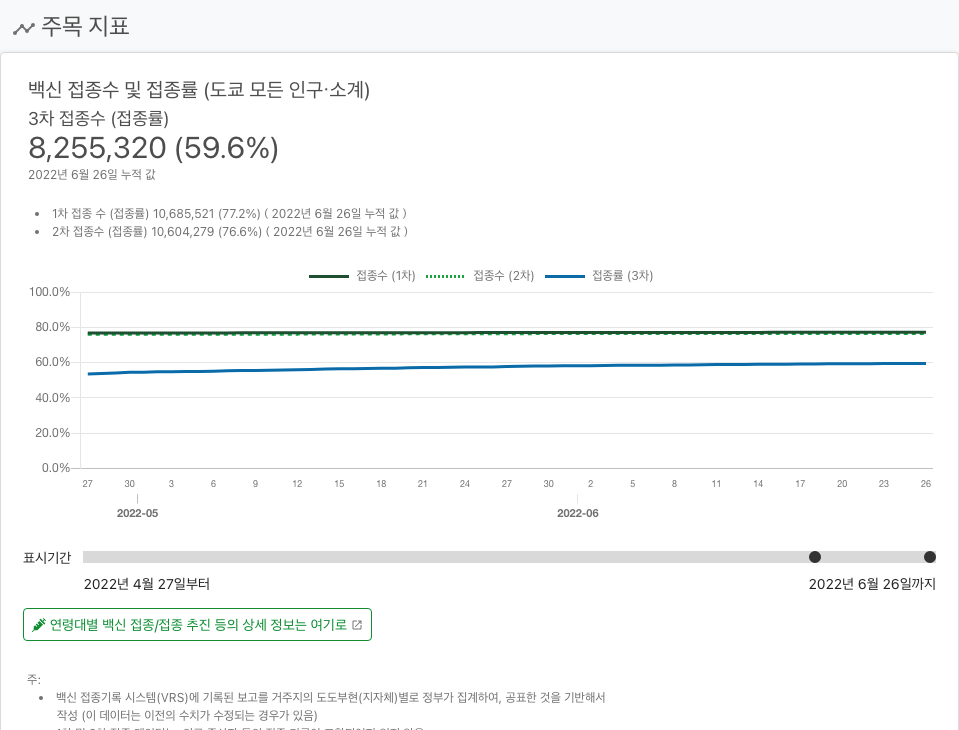 주목 지표
백신 접종수 및 접종률 (도쿄 모든 인구·소계)
3차 접종수 (접종률)
8,255,320 (59.6%)
2022년 6월 26일 누적 값
1차 접종 수 (접종률) 10,685,521 (77.2%) ( 2022년 6월 26일 누적 값 )
2차 접종수 (접종률) 10,604,279 (76.6%) ( 2022년 6월 26일 누적 값 )
접종수 (1차) 접종수 (2차) 접종률 (3차)
100.0%
80.0%
60.0%
40.0%
20.0%
0.0%
27 30 3 6 9 12 15 18 21 24 27 30 2 5 8 11 14 17 20 23 26
2022-05 2022-06
표시기간
2022년 4월 27일부터 2022년 6월 26일까지
연령대별 백신 접종/접종 추진 등의 상세 정보는 여기로
주:
백신 접종기록 시스템(VRS)에 기록된 보고를 거주지의 도도부현(지자체)별로 정부가 집계하여, 공표한 것을 기반해서
작성 (이 데이터는 이전의 수치가 수정되는 경우가 있음)